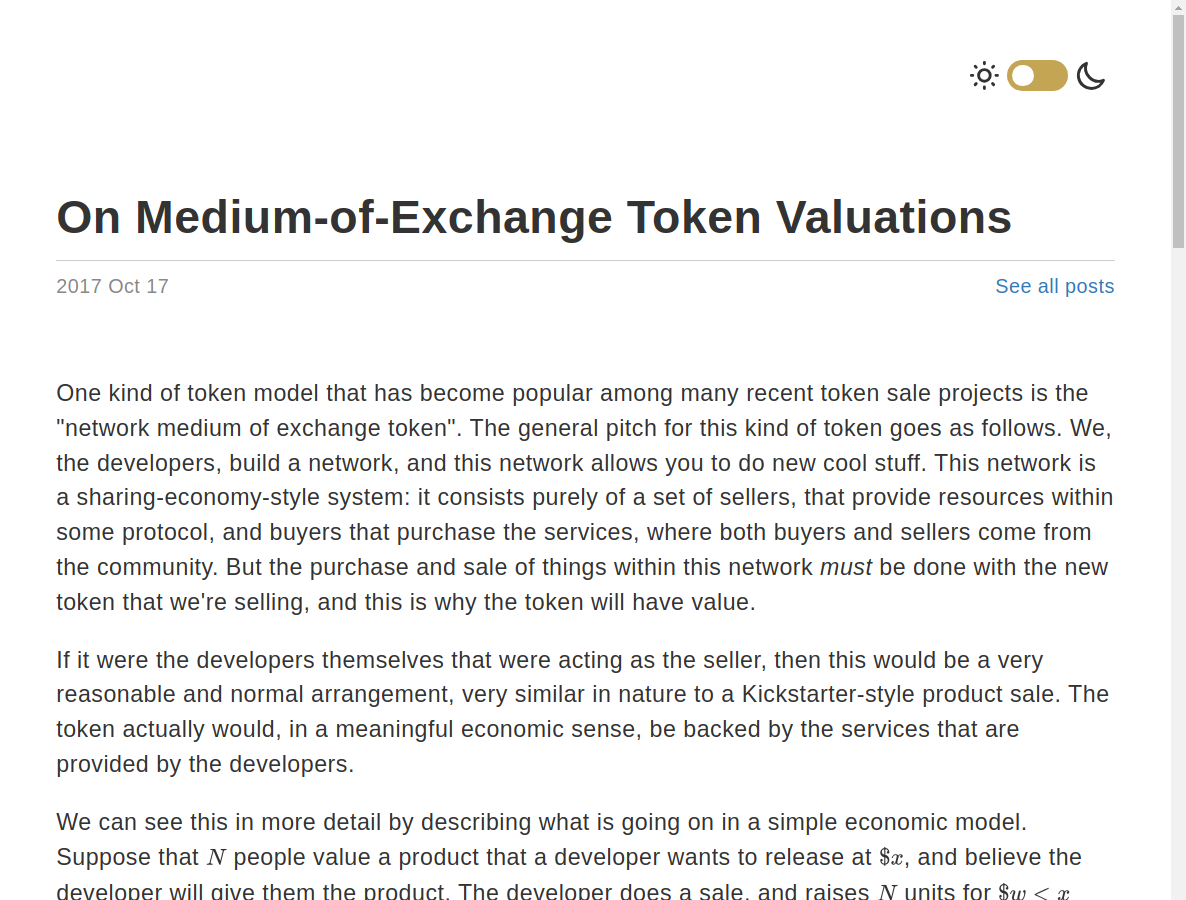 On Medium-of-Exchange Token Valuations
2017 Oct 17
See all posts
One kind of token model that has become popular among many recent token sale projects is the
"network medium of exchange token". The general pitch for this kind of token goes as follows. We,
the developers, build a network, and this network allows you to do new cool stuff. This network is
a sharing-economy-style system: it consists purely of a set of sellers, that provide resources within
some protocol, and buyers that purchase the services, where both buyers and sellers come from
the community. But the purchase and sale of things within this network must be done with the new
token that we're selling, and this is why the token will have value.
If it were the developers themselves that were acting as the seller, then this would be a very
reasonable and normal arrangement, very similar in nature to a Kickstarter-style product sale. The
token actually would, in a meaningful economic sense, be backed by the services that are
provided by the developers.
We can see this in more detail by describing what is going on in a simple economic model.
Suppose that N people value a product that a developer wants to release at $x, and believe the
developer will give them the product. The developer does a sale, and raises N units for $w < x